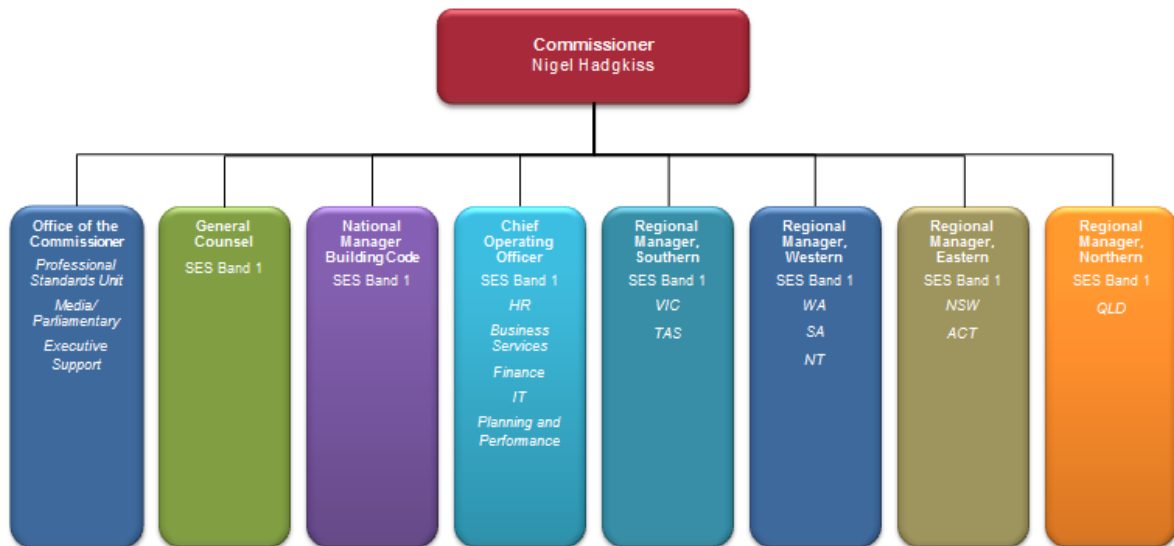 Commissioner
Nigel Hadgkiss
Office of the
Commissioner
Professional
Standards Unit
Media/
Parliamentary
Executive
Support
General
Counsel
SES Band 1
National
Manager
Building Code
SES Band 1
Chief
Operating
Officer
SES Band 1
HR
Business
Services
Finance
IT
Planning and
Performance
Regional
Manager,
Southern
SES Band 1
VIC
TAS
Regional
Manager,
Western
SES Band 1
WA
SA
NT
Regional
Manager,
Eastern
SES Band 1
NSW
ACT
Regional
Manager,
Northern
SES Band 1
QLD